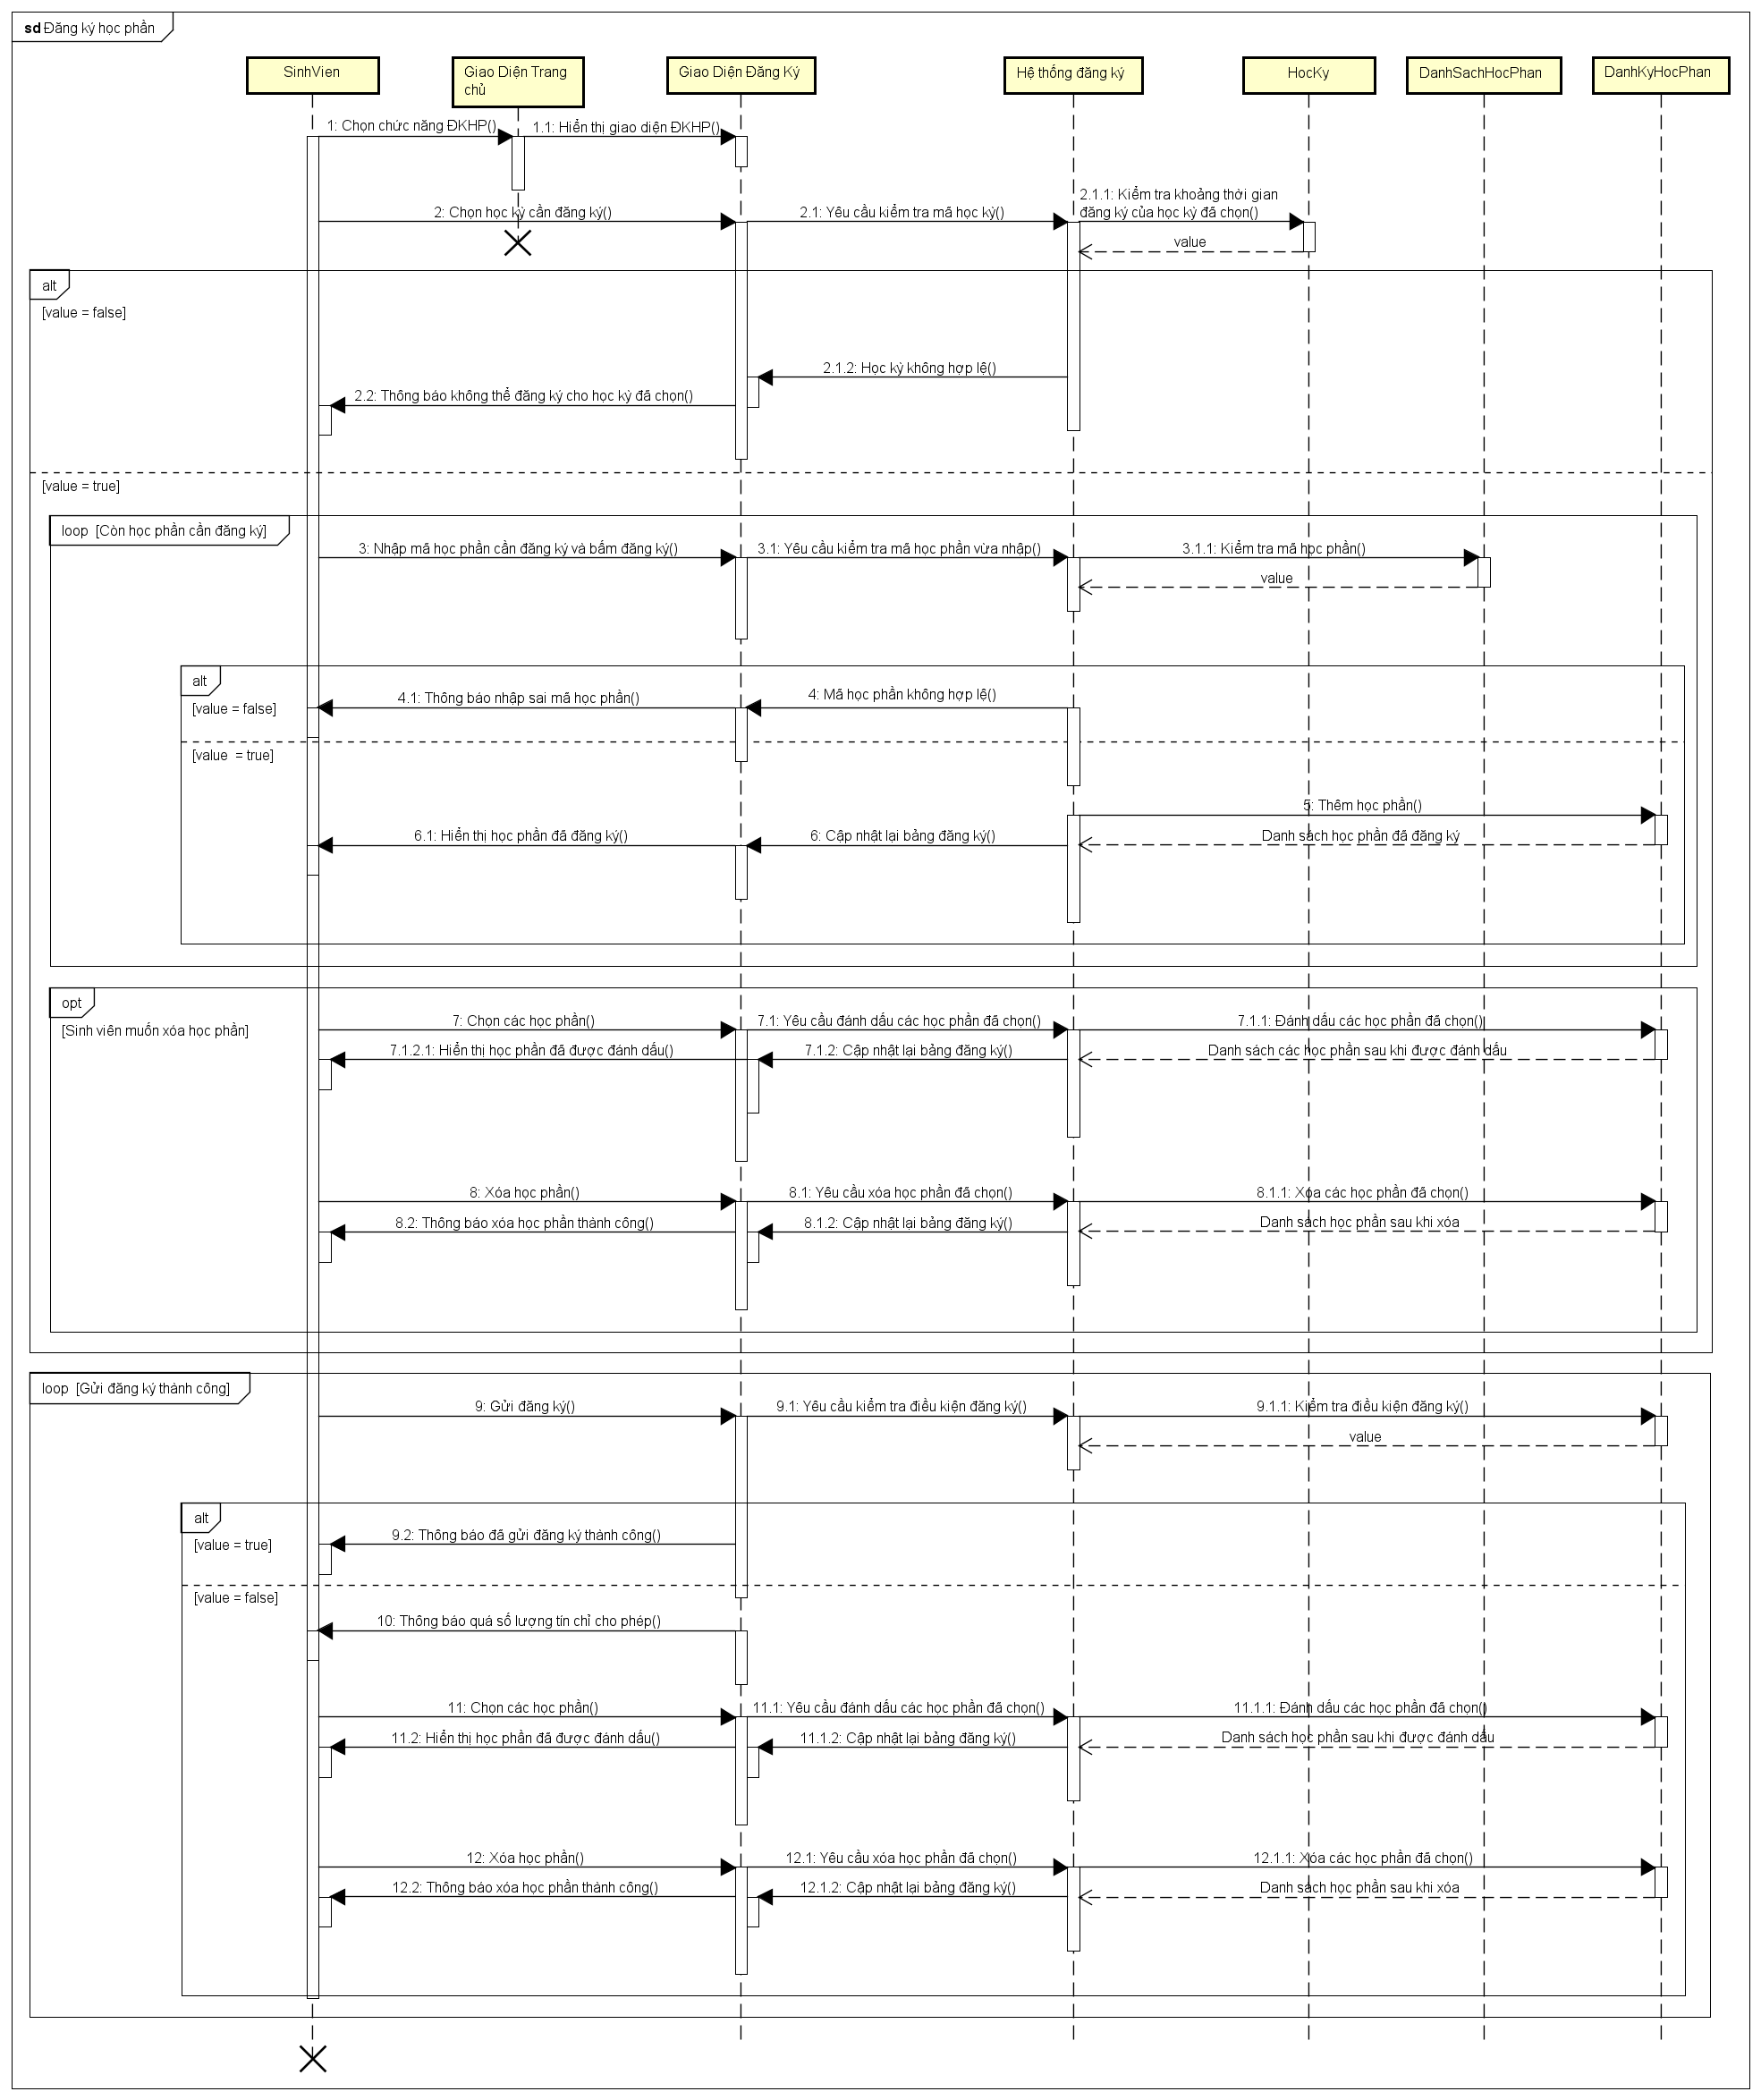 sd Đăng ký học phần
SinhVien
Giao Diện Trang
chủ
Giao Diện Đăng Ký
Hệ thống đăng ký
HocKy
DanhSachHocPhan
DanhKyHocPhan
1: Chọn chức năng ĐKHP()
1.1: Hiển thị giao diện ĐKHP()
2: Chọn học kỳ cần đăng ký()
2.1: Yêu cầu kiểm tra mã học kỳ()
2.1.1: Kiểm tra khoảng thời gian
đăng ký của học kỳ đã chọn()
value
alt
[value = false]
2.1.2: Học kỳ không hợp lệ()
2.2: Thông báo không thể đăng ký cho học kỳ đã chọn()
[value = true]
loop [Còn học phần cần đăng ký]
3: Nhập mã học phần cần đăng ký và bấm đăng ký()
3.1: Yêu cầu kiểm tra mã học phần vừa nhập()
3.1.1: Kiểm tra mã học phần()
value
alt
[value = false]
4.1: Thông báo nhập sai mã học phần()
4: Mã học phần không hợp lệ()
[value = true]
5: Thêm học phần()
6.1: Hiển thị học phần đã đăng ký()
6: Cập nhật lại bảng đăng ký()
Danh sách học phần đã đăng ký
opt
[Sinh viên muốn xóa học phần]
7: Chọn các học phần()
7.1: Yêu cầu đánh dấu các học phần đã chọn()
7.1.1: Đánh dấu các học phần đã chọn()
7.1.2.1: Hiển thị học phần đã được đánh dấu()
7.1.2: Cập nhật lại bảng đăng ký()
Danh sách các học phần sau khi được đánh dấu
8: Xóa học phần()
8.1: Yêu cầu xóa học phần đã chọn()
8.1.1: Xóa các học phần đã chọn()
8.2: Thông báo xóa học phần thành công()
8.1.2: Cập nhật lại bảng đăng ký()
Danh sách học phần sau khi xóa
loop [Gửi đăng ký thành công]
9: Gửi đăng ký()
9.1: Yêu cầu kiểm tra điều kiện đăng ký()
9.1.1: Kiểm tra điều kiện đăng ký()
value
alt
[value = true]
9.2: Thông báo đã gửi đăng ký thành công()
[value = false]
10: Thông báo quá số lượng tín chỉ cho phép()
11: Chọn các học phần()
11.1: Yêu cầu đánh dấu các học phần đã chọn()
11.1.1: Đánh dấu các học phần đã chọn()
11.2: Hiển thị học phần đã được đánh dấu()
11.1.2: Cập nhật lại bảng đăng ký()
Danh sách học phần sau khi được đánh dấu
12: Xóa học phần()
12.1: Yêu cầu xóa học phần đã chọn()
12.1.1: Xóa các học phần đã chọn()
12.2: Thông báo xóa học phần thành công()
12.1.2: Cập nhật lại bảng đăng ký()
Danh sách học phần sau khi xóa